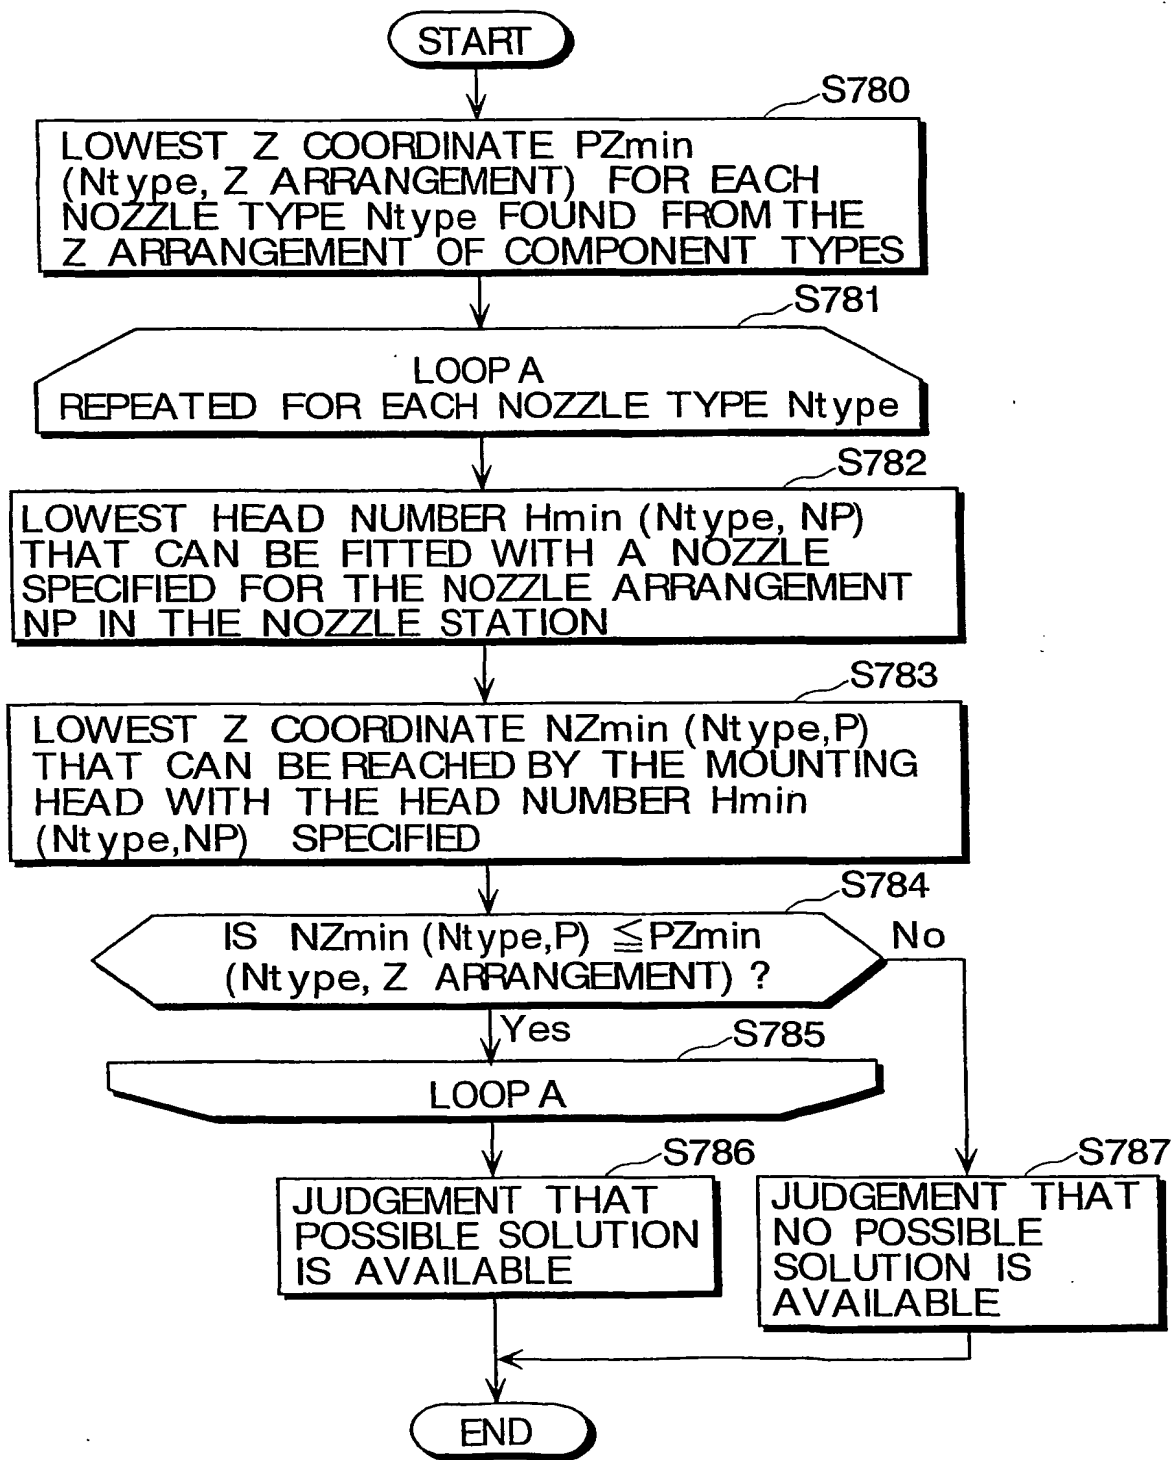 START
S780
LOWEST Z COORDINATE PZmin
(Ntype, Z ARRANGEMENT) FOR EACH
NOZZLE TYPE Ntype FOUND FROM THE
Z ARRANGEMENT OF COMPONENT TYPES
S781
LOOP A
REPEATED FOR EACH NOZZLE TYPE Ntype
S782
LOWEST HEAD NUMBER Hmin (Ntype, NP)
THAT CAN BE FITTED WITH A NOZZLE
SPECIFIED FOR THE NOZZLE ARRANGEMENT
NP IN THE NOZZLE STATION
S783
LOWEST Z COORDINATE NZmin (Ntype,P)
THAT CAN BE REACHED BY THE MOUNTING
HEAD WITH THE HEAD NUMBER Hmin
(Ntype,NP) SPECIFIED
S784
IS NZmin (Ntype,P) ≦ PZmin
(Ntype, Z ARRANGEMENT) ?
No
Yes
S785
LOOP A
S786
JUDGEMENT THAT
POSSIBLE SOLUTION
IS AVAILABLE
S787
JUDGEMENT THAT
NO POSSIBLE
SOLUTION IS
AVAILABLE
END